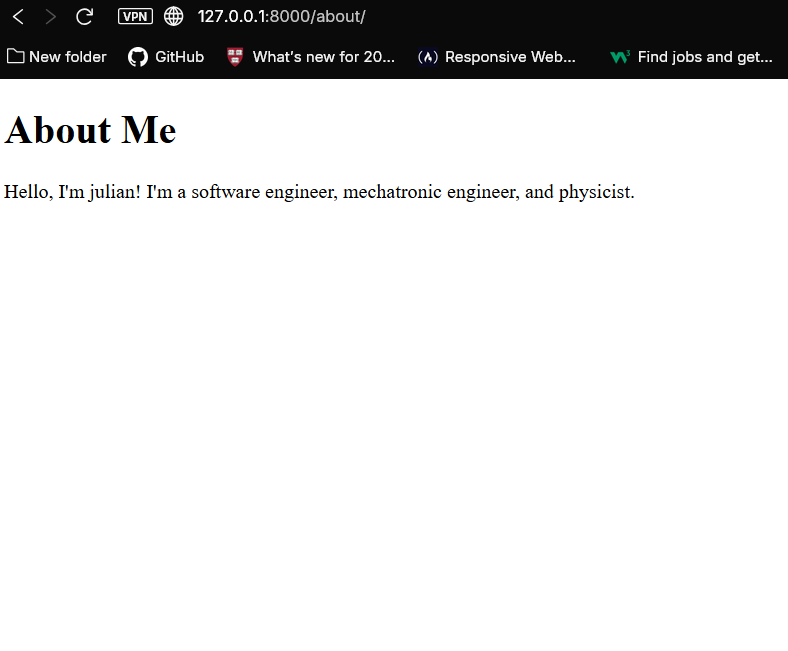 VPN 127.0.0.1:8000/about/
New folder GitHub What's new for 20... Responsive Web... Find jobs and get...
About Me
Hello, I'm julian! I'm a software engineer, mechatronic engineer, and physicist.